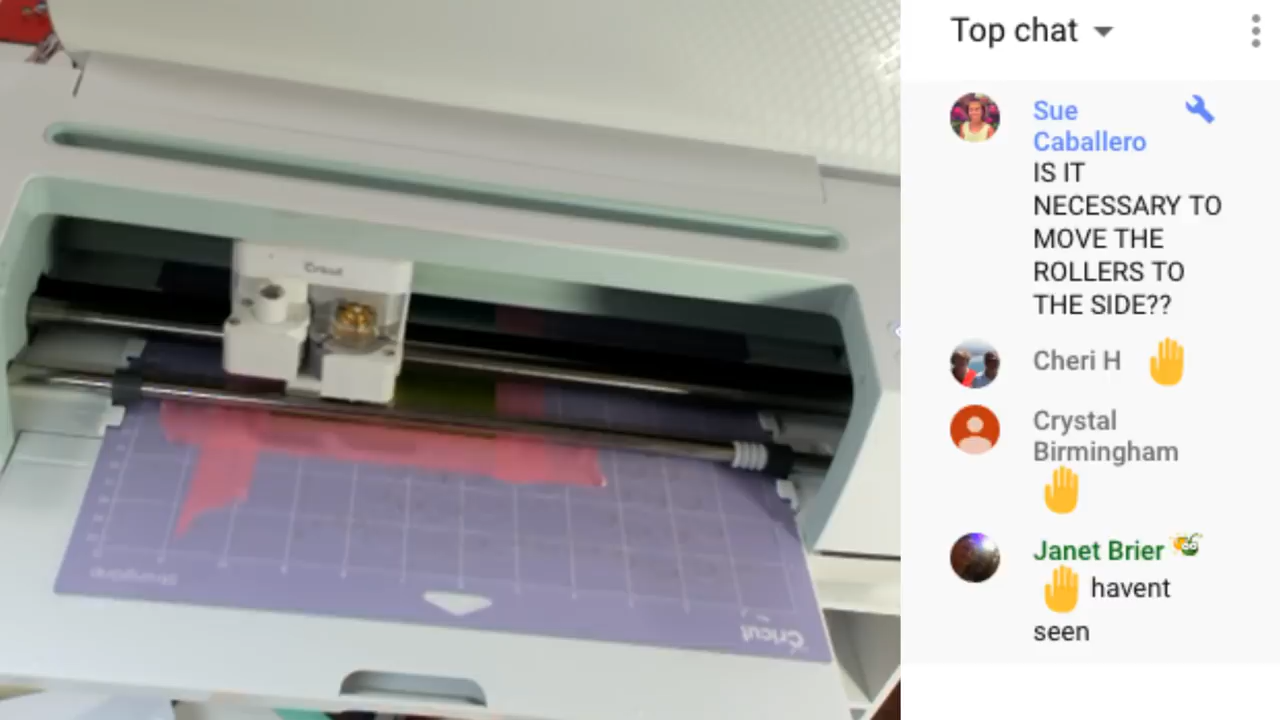 Top chat
Sue
Caballero
IS IT
NECESSARY TO
MOVE THE
ROLLERS TO
THE SIDE??
Cheri H 🤚
Crystal
Birmingham
🤚
Janet Brier
🤚 havent
seen
Cricut
StrongGrip
Cricut